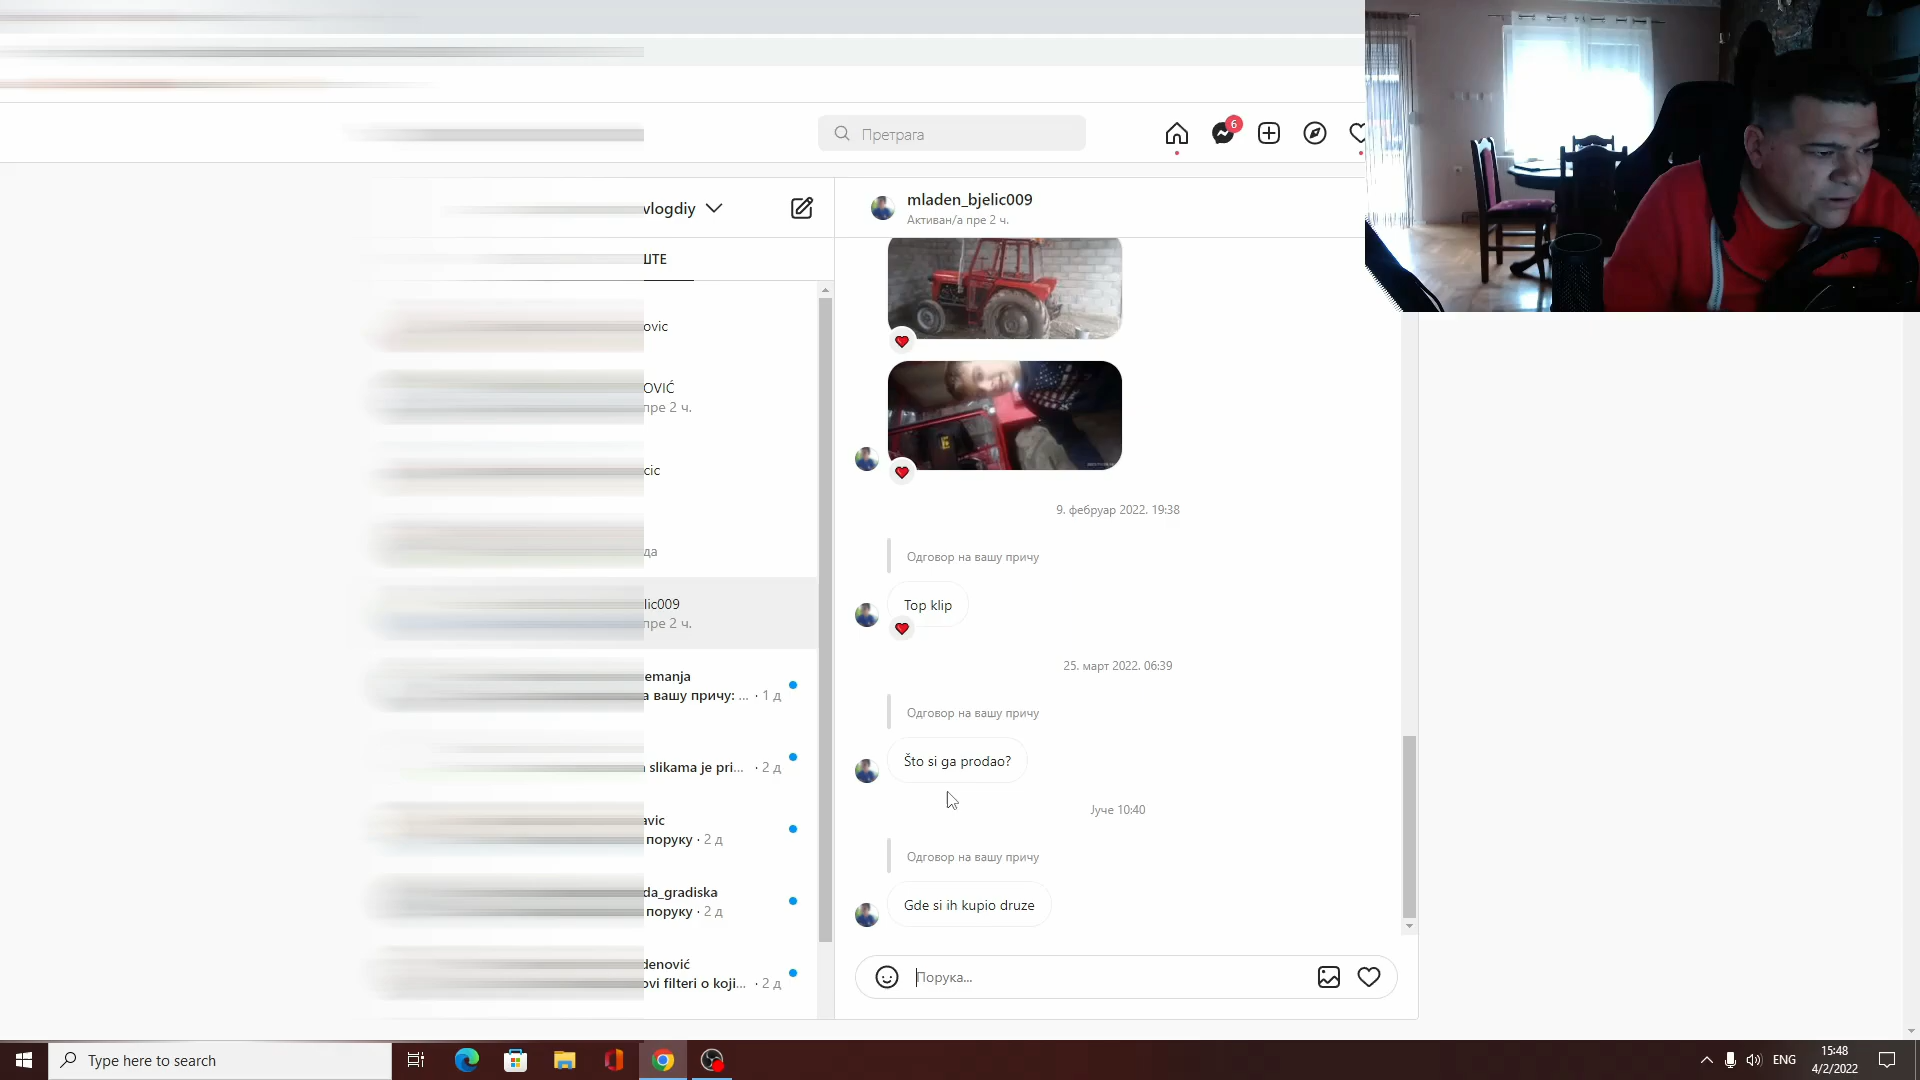 Претрага
6
vlogdiy
mladen_bjelic009
Активан/а пре 2 ч.
ШТЕ
ovic
OVIĆ
пре 2 ч.
cic
да
lic009
пре 2 ч.
emanja
а вашу причу: ... · 1 д
slikama je pri... · 2 д
avic
поруку · 2 д
da_gradiska
поруку · 2 д
denović
ovi filteri o koji... · 2 д
9. фебруар 2022. 19:38
Одговор на вашу причу
Top klip
25. март 2022. 06:39
Одговор на вашу причу
Što si ga prodao?
Јуче 10:40
Одговор на вашу причу
Gde si ih kupio druze
Порука...
Type here to search
ENG
15:48
4/2/2022